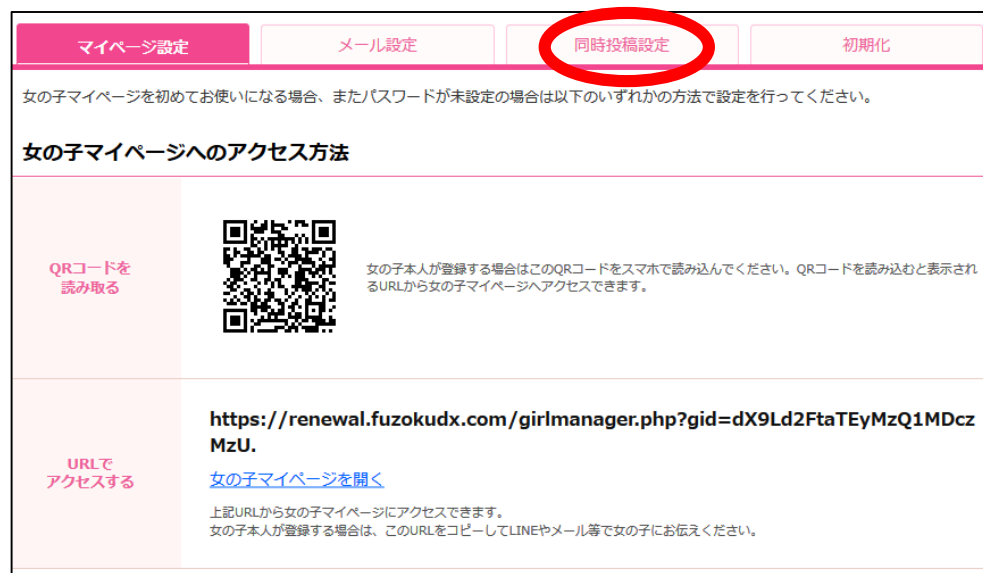 マイページ設定
メール設定
同時投稿設定
初期化
女の子マイページを初めてお使いになる場合、またパスワードが未設定の場合は以下のいずれかの方法で設定を行ってください。
女の子マイページへのアクセス方法
QRコードを
読み取る
女の子本人が登録する場合はこのQRコードをスマホで読み込んでください。QRコードを読み込むと表示され
るURLから女の子マイページへアクセスできます。
URLで
アクセスする
https://renewal.fuzokudx.com/girlmanager.php?gid=dX9Ld2FtaTEyMzQ1MDcz
MzU.
女の子マイページを開く
上記URLから女の子マイページにアクセスできます。
女の子本人が登録する場合は、このURLをコピーしてLINEやメール等で女の子にお伝えください。